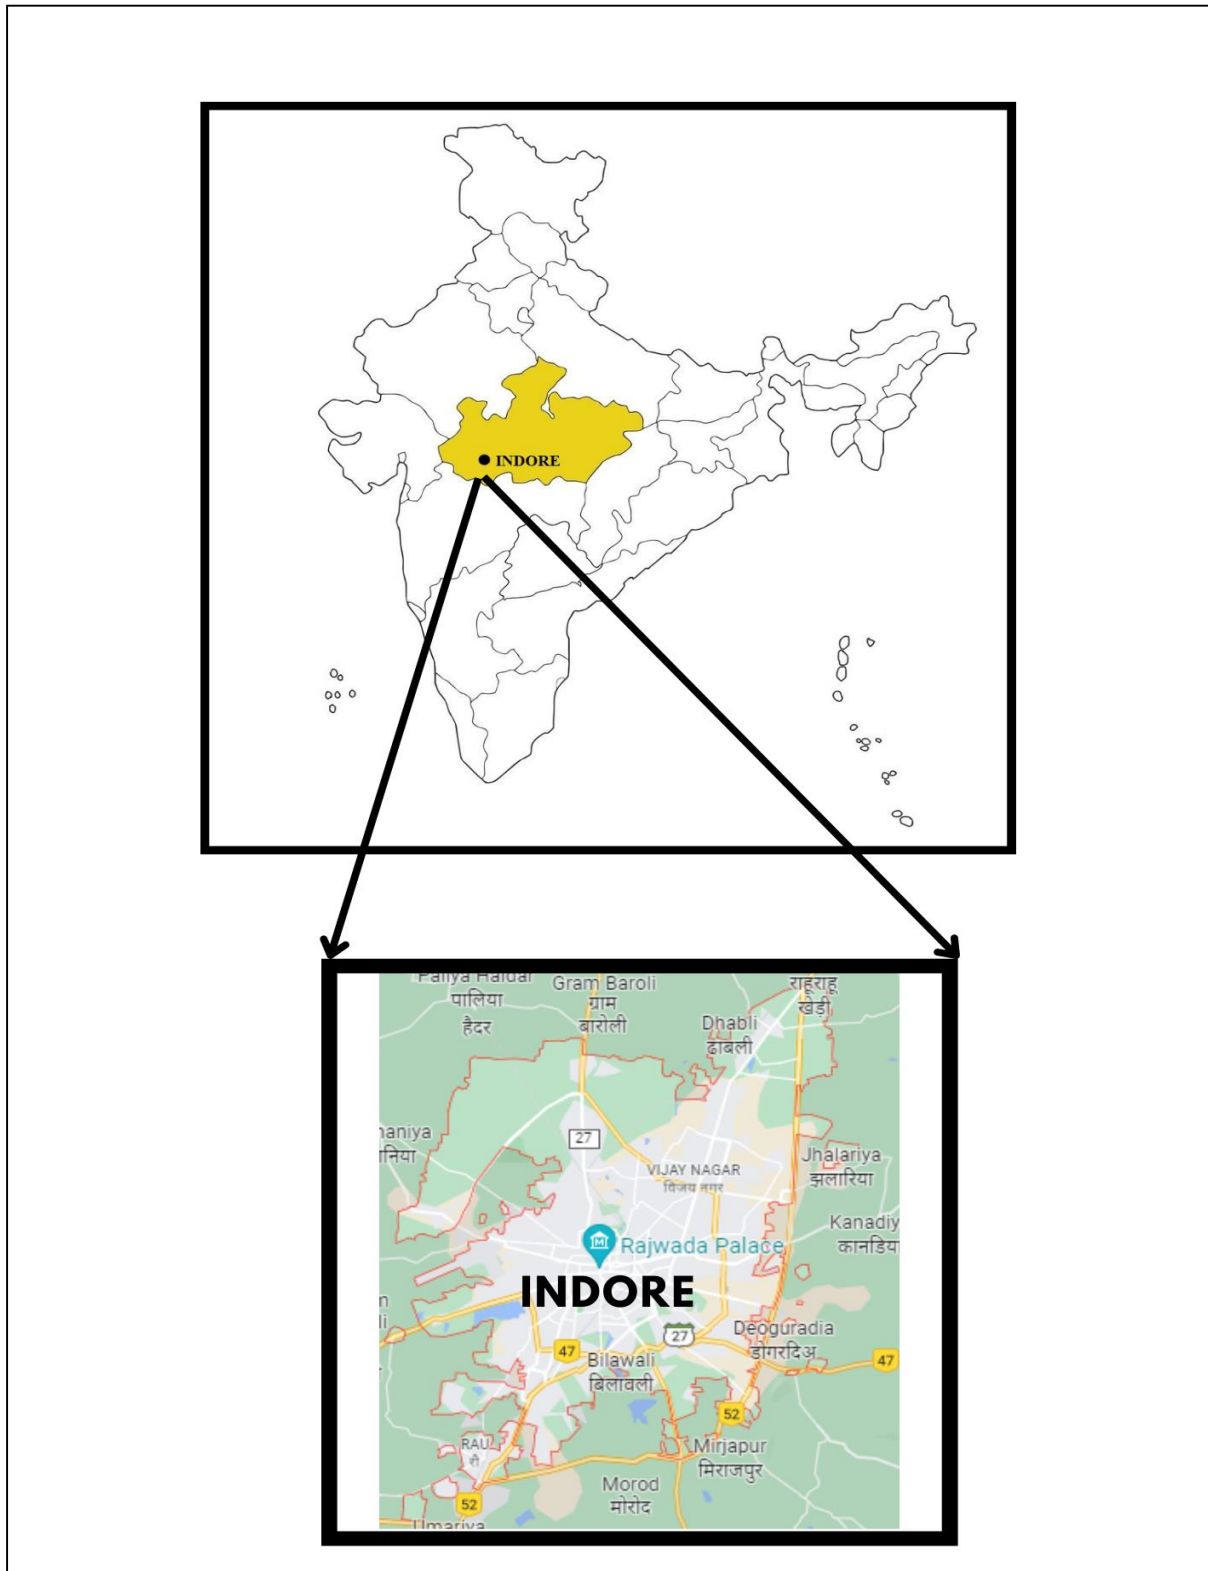 INDORE
Paliya Haidar
पालिया
हैदर
Gram Baroli
ग्राम
बारोली
राहूराहू
खेड़ी
Dhabli
ढाबली
27
VIJAY NAGAR
विजय नगर
Jhalariya
झलारिया
Kanadiy
कानडिय
Rajwada Palace
INDORE
27
Deoguradia
डोंगरदिअ
47
47
Bilawali
बिलावली
52
RAU
रौ
Mirjapur
मिराजपुर
Morod
मोरोद
52
Umariya